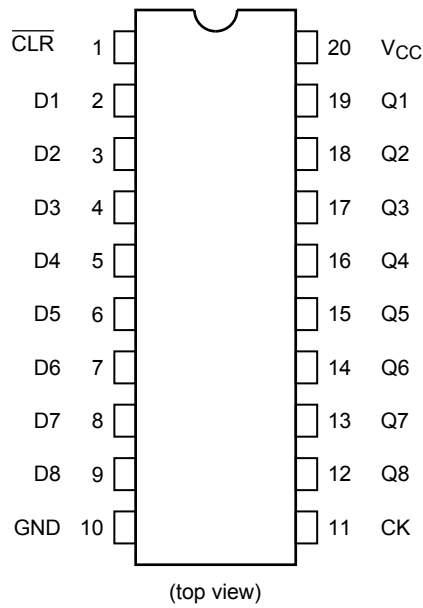 C̅L̅R̅ 1 20 VCC
D1 2 19 Q1
D2 3 18 Q2
D3 4 17 Q3
D4 5 16 Q4
D5 6 15 Q5
D6 7 14 Q6
D7 8 13 Q7
D8 9 12 Q8
GND 10 11 CK
(top view)